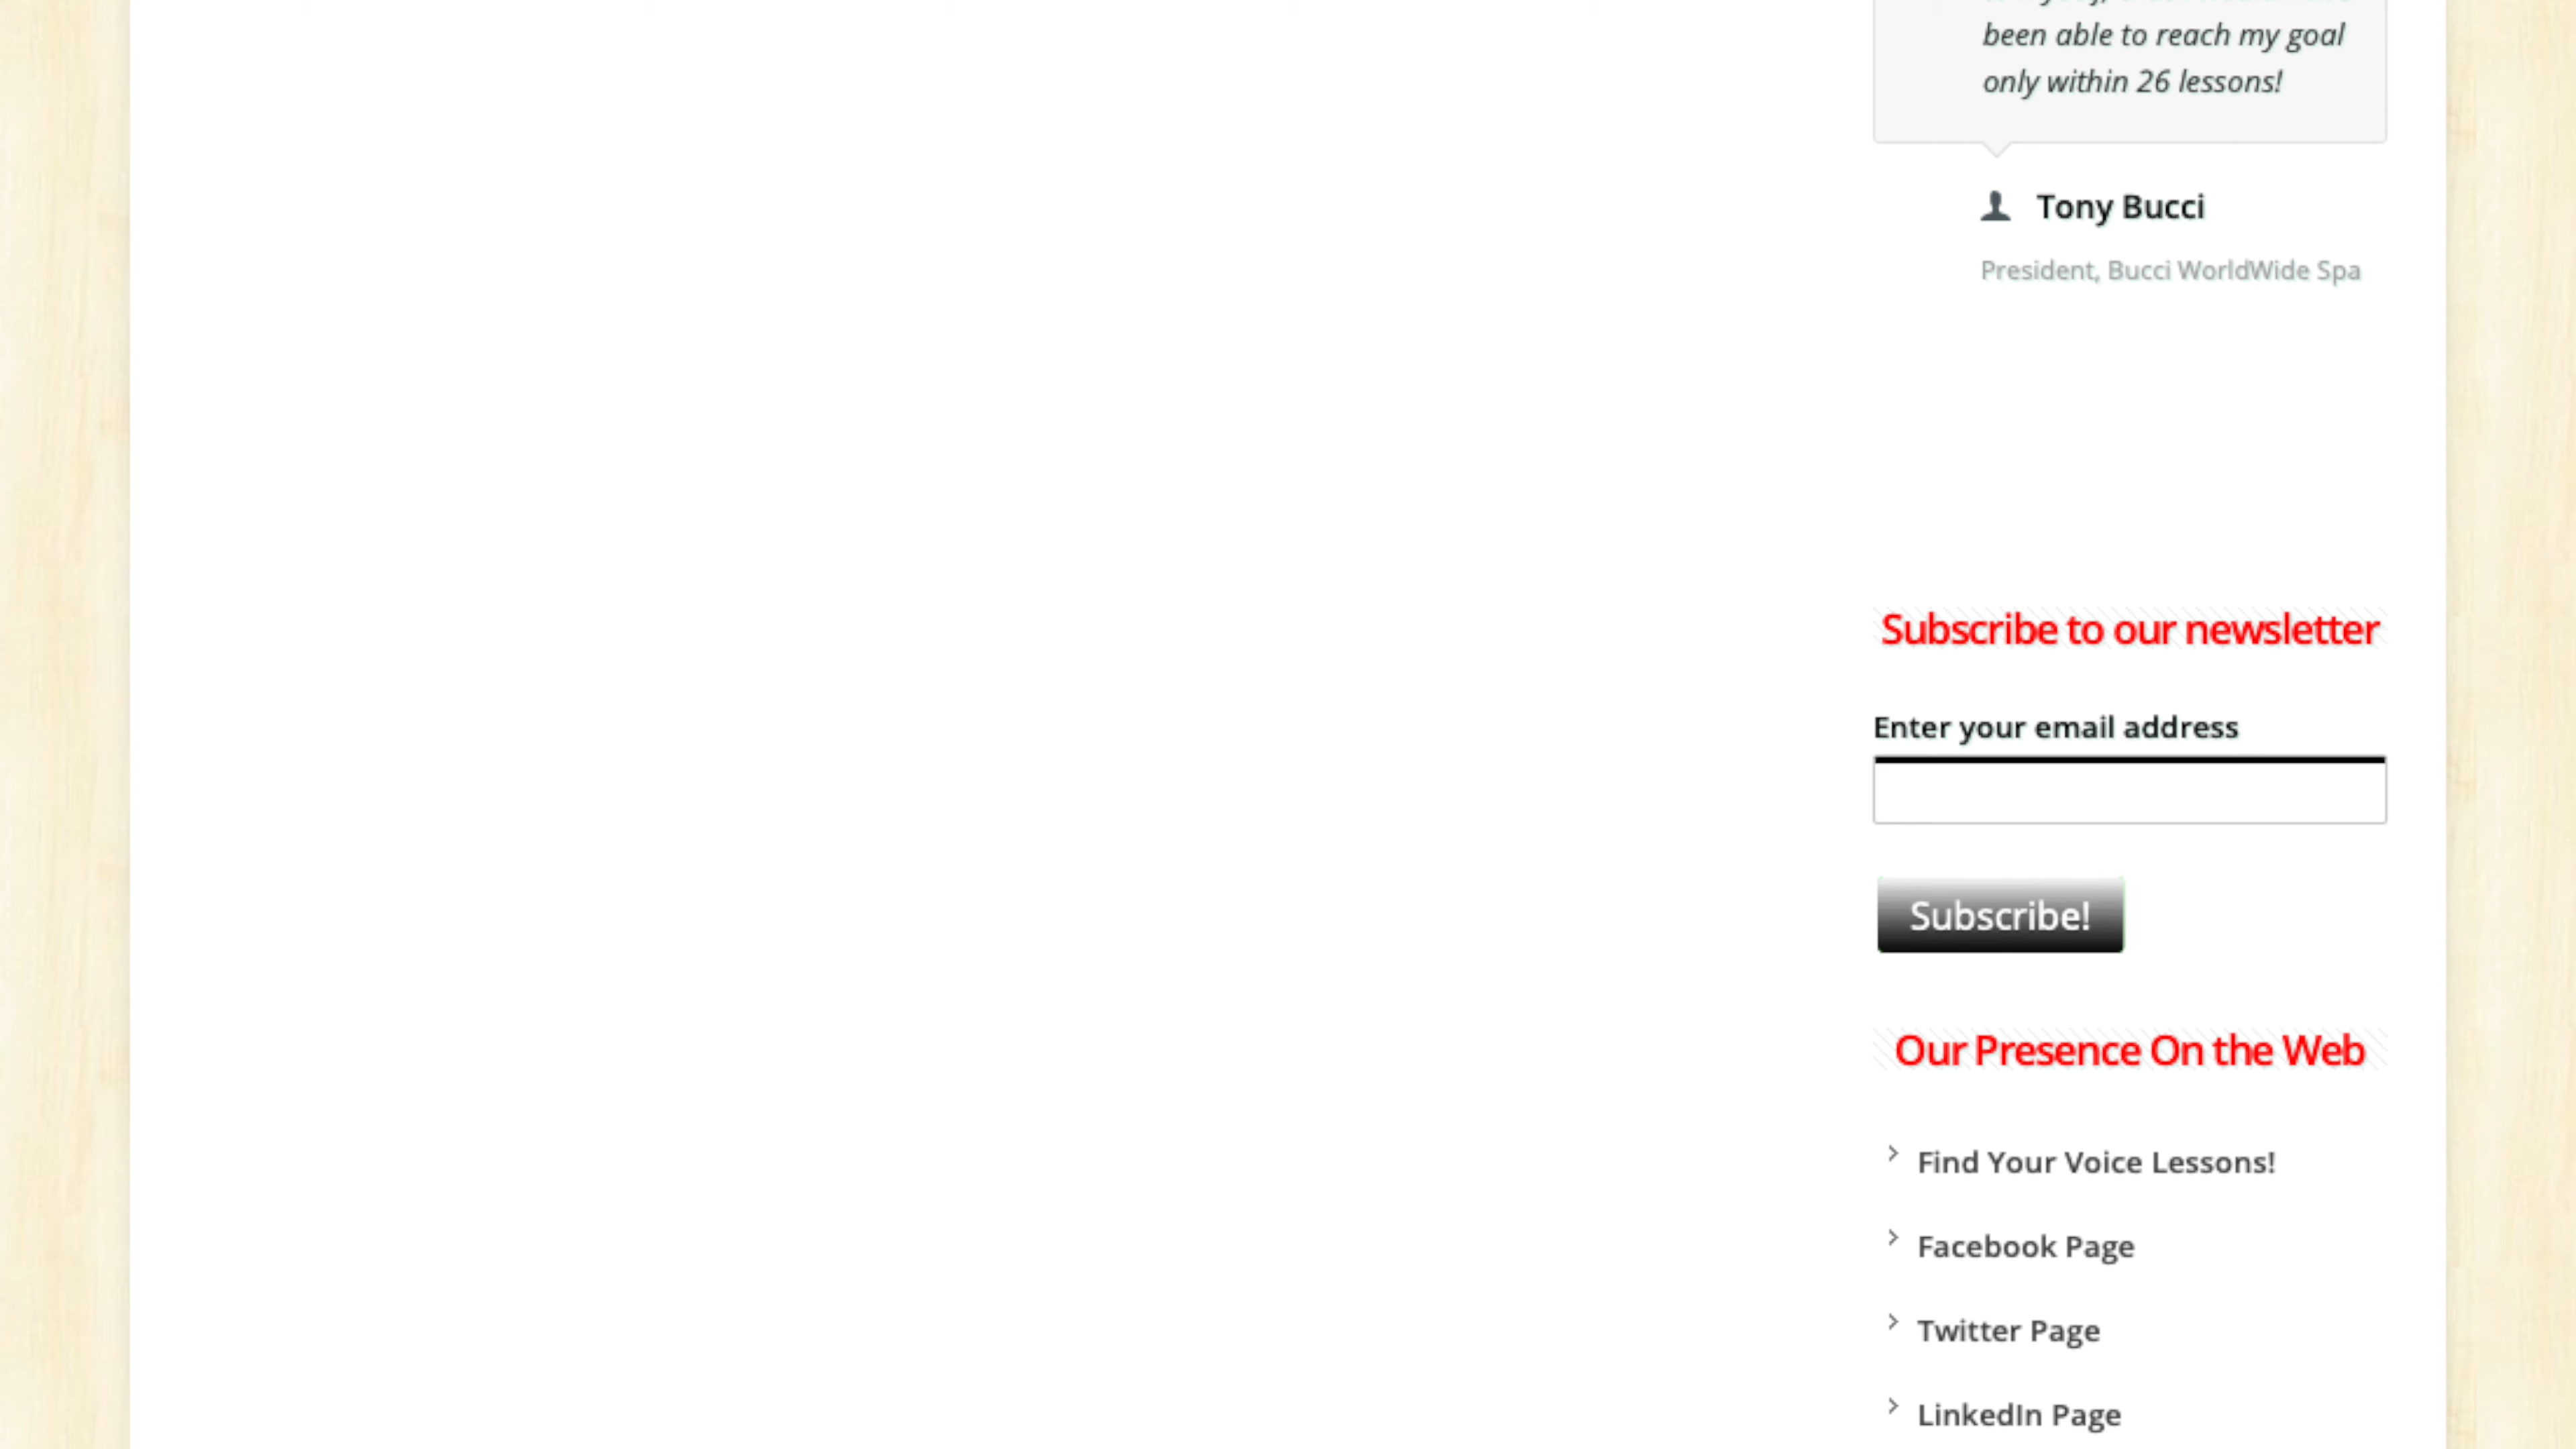 been able to reach my goal
only within 26 lessons!
Tony Bucci
President, Bucci WorldWide Spa
Subscribe to our newsletter
Enter your email address
Subscribe!
Our Presence On the Web
Find Your Voice Lessons!
Facebook Page
Twitter Page
LinkedIn Page